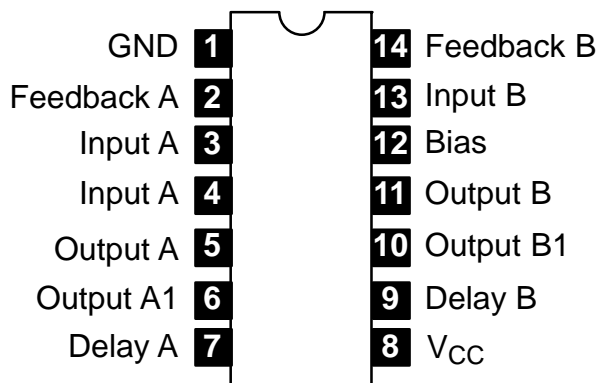 GND 1 14 Feedback B
Feedback A 2 13 Input B
Input A 3 12 Bias
Input A 4 11 Output B
Output A 5 10 Output B1
Output A1 6 9 Delay B
Delay A 7 8 VCC